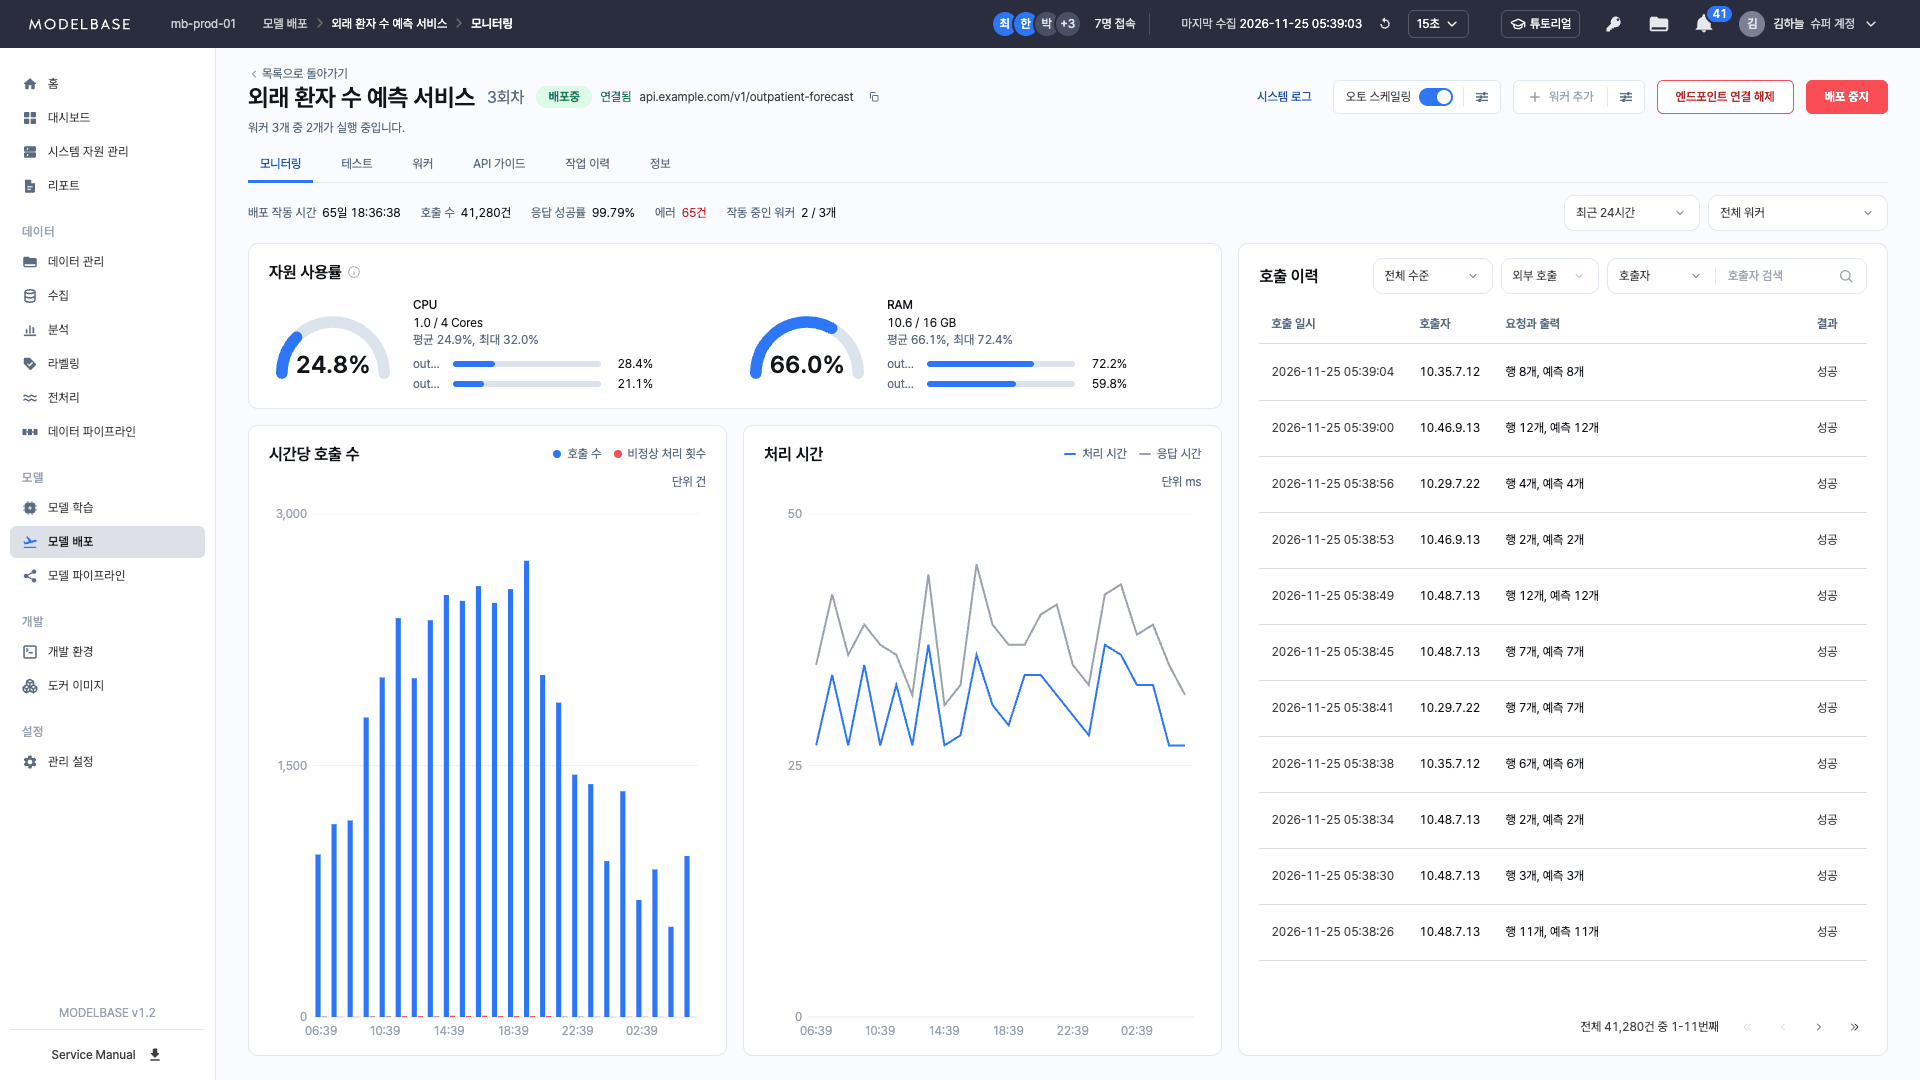 MODELBASE
mb-prod-01
모델 배포 > 외래 환자 수 예측 서비스 > 모니터링
최 한 박 +3 7명 접속
마지막 수집 2026-11-25 05:39:03
15초
튜토리얼
41
김 김하늘 슈퍼 계정
홈
대시보드
시스템 자원 관리
리포트
데이터
데이터 관리
수집
분석
라벨링
전처리
데이터 파이프라인
모델
모델 학습
모델 배포
모델 파이프라인
개발
개발 환경
도커 이미지
설정
관리 설정
MODELBASE v1.2
Service Manual
목록으로 돌아가기
외래 환자 수 예측 서비스 3회차 배포중 연결됨 api.example.com/v1/outpatient-forecast
워커 3개 중 2개가 실행 중입니다.
시스템 로그
오토 스케일링
워커 추가
엔드포인트 연결 해제
배포 중지
모니터링 테스트 워커 API 가이드 작업 이력 정보
배포 작동 시간 65일 18:36:38 호출 수 41,280건 응답 성공률 99.79% 에러 65건 작동 중인 워커 2 / 3개
최근 24시간
전체 워커
자원 사용률
24.8%
CPU
1.0 / 4 Cores
평균 24.9%, 최대 32.0%
out... 28.4%
out... 21.1%
66.0%
RAM
10.6 / 16 GB
평균 66.1%, 최대 72.4%
out... 72.2%
out... 59.8%
시간당 호출 수
호출 수 비정상 처리 횟수
단위 건
3,000
1,500
0
06:39 10:39 14:39 18:39 22:39 02:39
처리 시간
처리 시간 응답 시간
단위 ms
50
25
0
06:39 10:39 14:39 18:39 22:39 02:39
호출 이력
전체 수준
외부 호출
호출자
호출자 검색
호출 일시 호출자 요청과 출력 결과
2026-11-25 05:39:04 10.35.7.12 행 8개, 예측 8개 성공
2026-11-25 05:39:00 10.46.9.13 행 12개, 예측 12개 성공
2026-11-25 05:38:56 10.29.7.22 행 4개, 예측 4개 성공
2026-11-25 05:38:53 10.46.9.13 행 2개, 예측 2개 성공
2026-11-25 05:38:49 10.48.7.13 행 12개, 예측 12개 성공
2026-11-25 05:38:45 10.48.7.13 행 7개, 예측 7개 성공
2026-11-25 05:38:41 10.29.7.22 행 7개, 예측 7개 성공
2026-11-25 05:38:38 10.35.7.12 행 6개, 예측 6개 성공
2026-11-25 05:38:34 10.48.7.13 행 2개, 예측 2개 성공
2026-11-25 05:38:30 10.48.7.13 행 3개, 예측 3개 성공
2026-11-25 05:38:26 10.48.7.13 행 11개, 예측 11개 성공
전체 41,280건 중 1-11번째